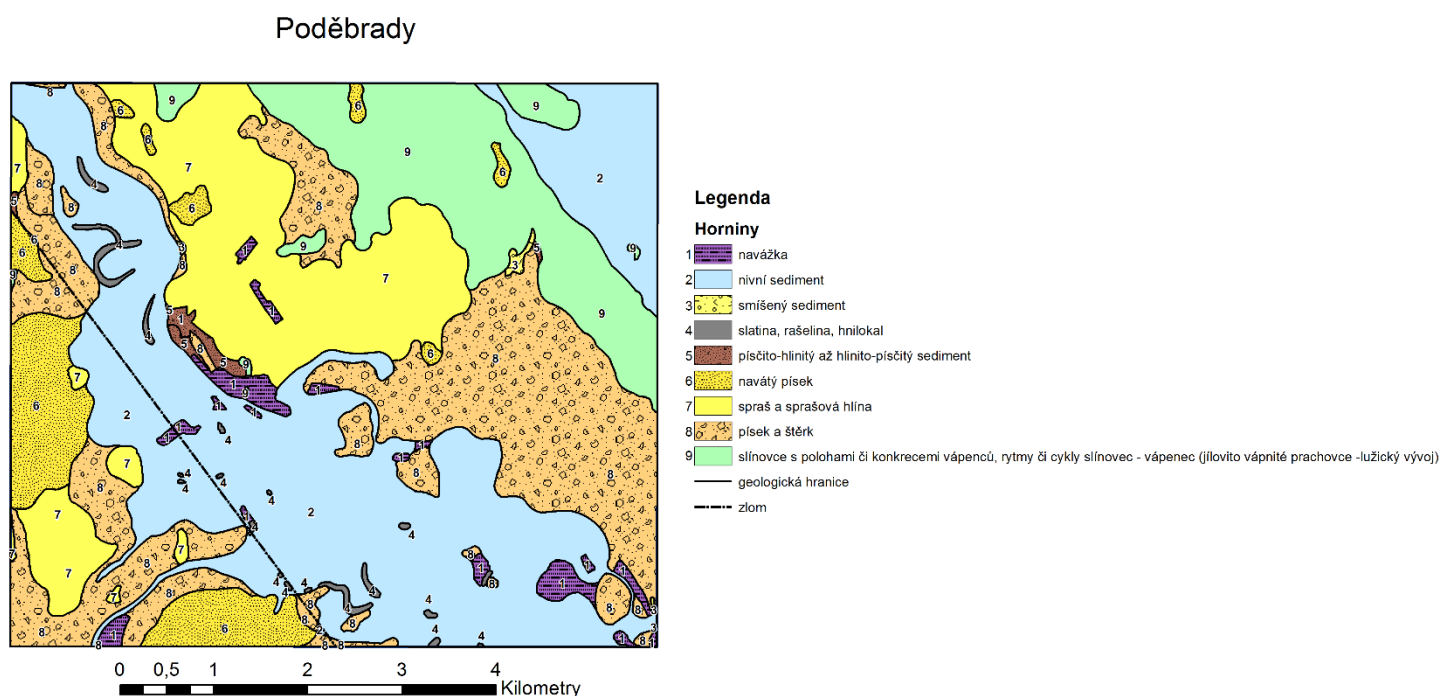 Poděbrady
Legenda
Horniny
1 navážka
2 nivní sediment
3 smíšený sediment
4 slatina, rašelina, hnilokal
5 písčito-hlinitý až hlinito-písčitý sediment
6 navátý písek
7 spraš a sprašová hlína
8 písek a štěrk
9 slínovce s polohami či konkrecemi vápenců, rytmy či cykly slínovec - vápenec (jílovito vápnité prachovce -lužický vývoj)
geologická hranice
zlom
0 0,5 1 2 3 4
Kilometry